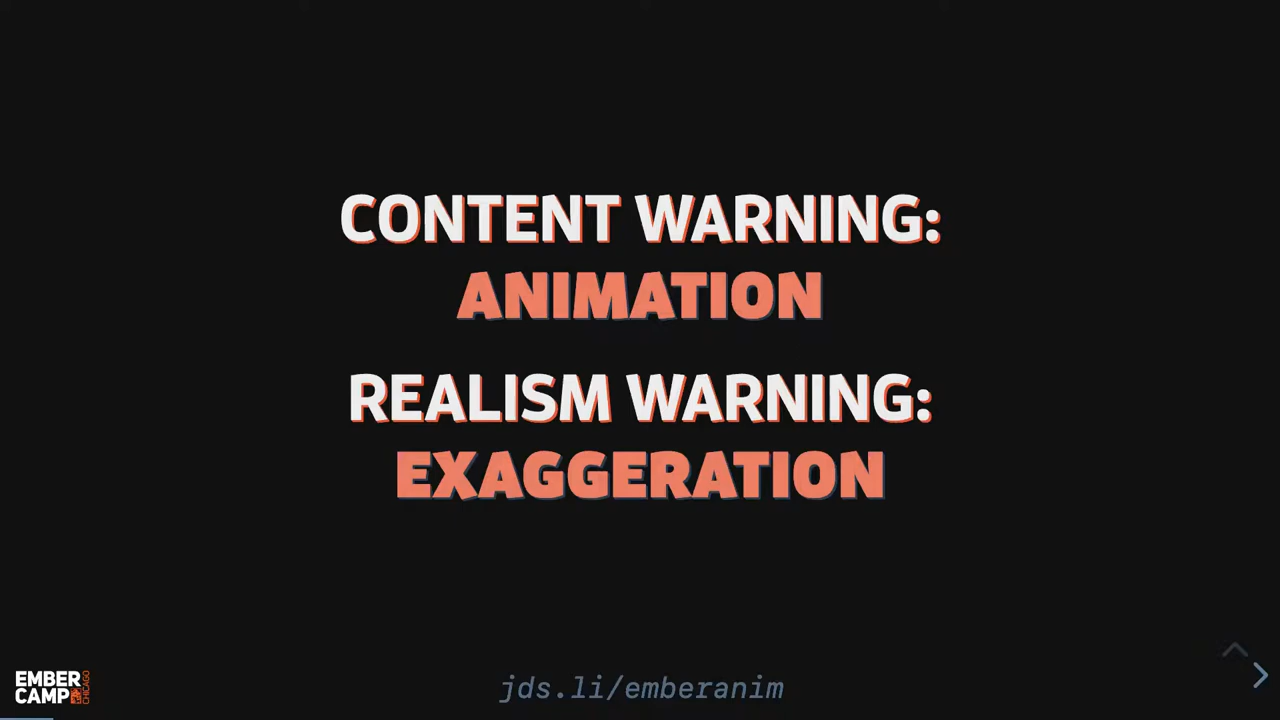 CONTENT WARNING:
ANIMATION
REALISM WARNING:
EXAGGERATION
EMBER
CAMP
CHICAGO
jds.li/emberanim